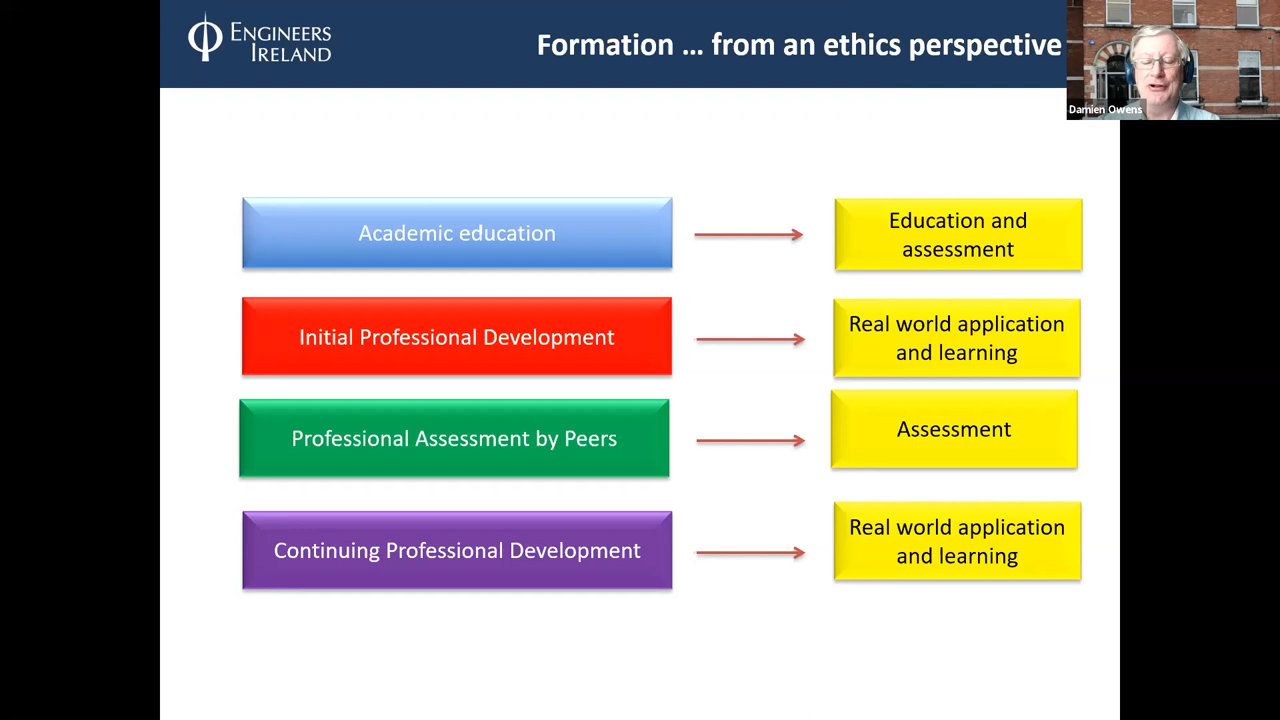 ENGINEERS
IRELAND
Formation ... from an ethics perspective
Damien Owens
Academic education
Education and
assessment
Initial Professional Development
Real world application
and learning
Professional Assessment by Peers
Assessment
Continuing Professional Development
Real world application
and learning